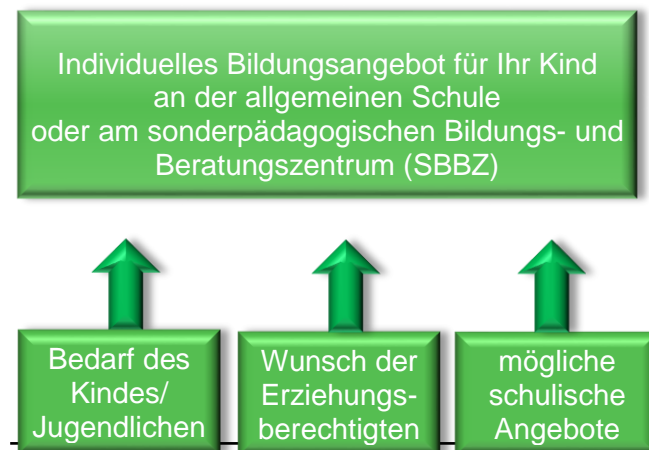 Individuelles Bildungsangebot für Ihr Kind
an der allgemeinen Schule
oder am sonderpädagogischen Bildungs- und
Beratungszentrum (SBBZ)
Bedarf des
Kindes/
Jugendlichen
Wunsch der
Erziehungs-
berechtigten
mögliche
schulische
Angebote